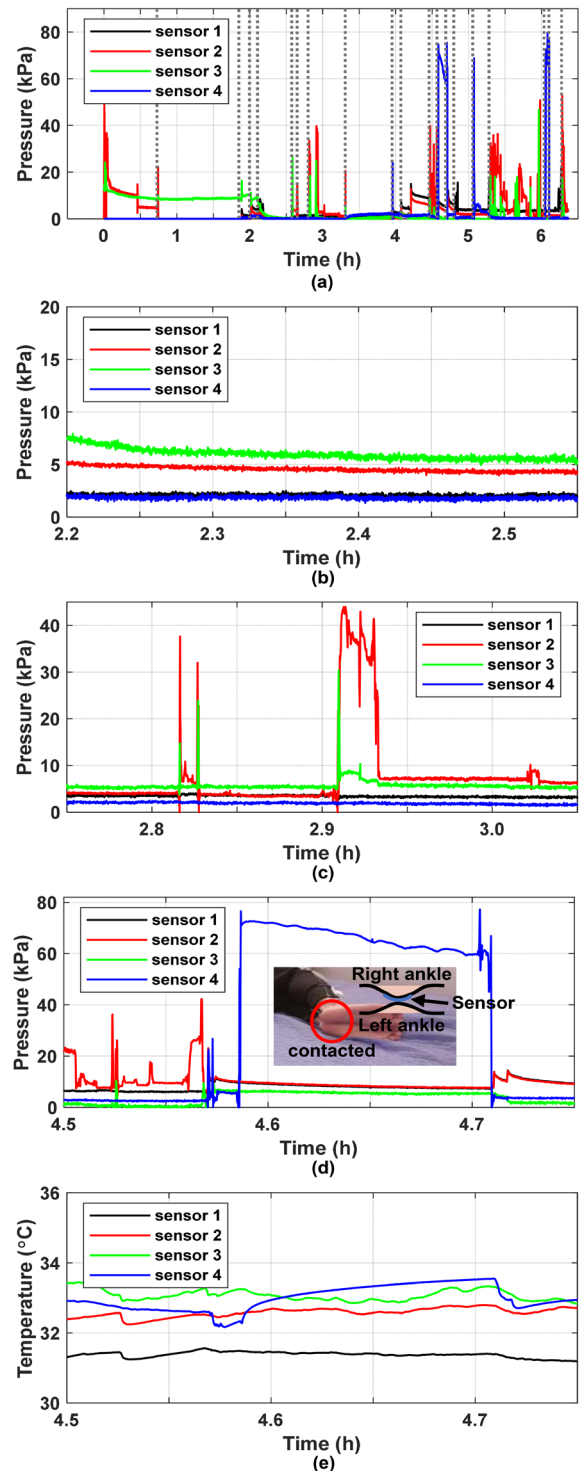 80
60
40
20
0
Pressure (kPa)
sensor 1
sensor 2
sensor 3
sensor 4
0 1 2 3 4 5 6
Time (h)
(a)
20
15
10
5
0
Pressure (kPa)
sensor 1
sensor 2
sensor 3
sensor 4
2.2 2.3 2.4 2.5
Time (h)
(b)
40
30
20
10
0
Pressure (kPa)
sensor 1
sensor 2
sensor 3
sensor 4
2.8 2.9 3.0
Time (h)
(c)
80
60
40
20
0
Pressure (kPa)
sensor 1
sensor 2
sensor 3
sensor 4
Right ankle
Sensor
Left ankle
contacted
4.5 4.6 4.7
Time (h)
(d)
36
34
32
30
Temperature (°C)
sensor 1
sensor 2
sensor 3
sensor 4
4.5 4.6 4.7
Time (h)
(e)